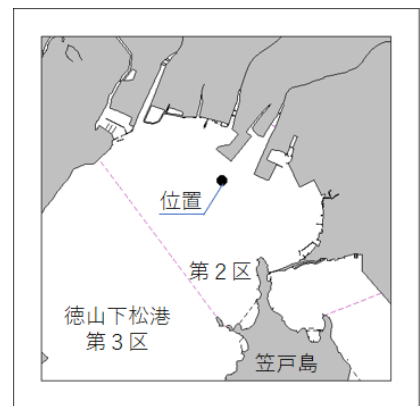 位置
第２区
徳山下松港
第３区
笠戸島